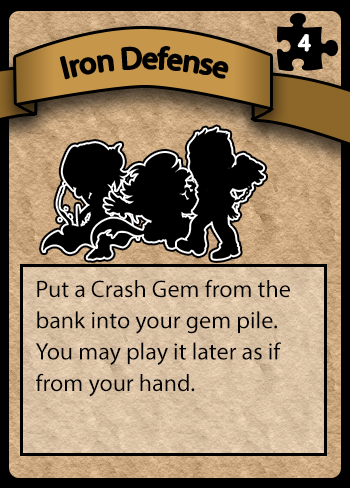 Iron Defense
4
Put a Crash Gem from the
bank into your gem pile.
You may play it later as if
from your hand.